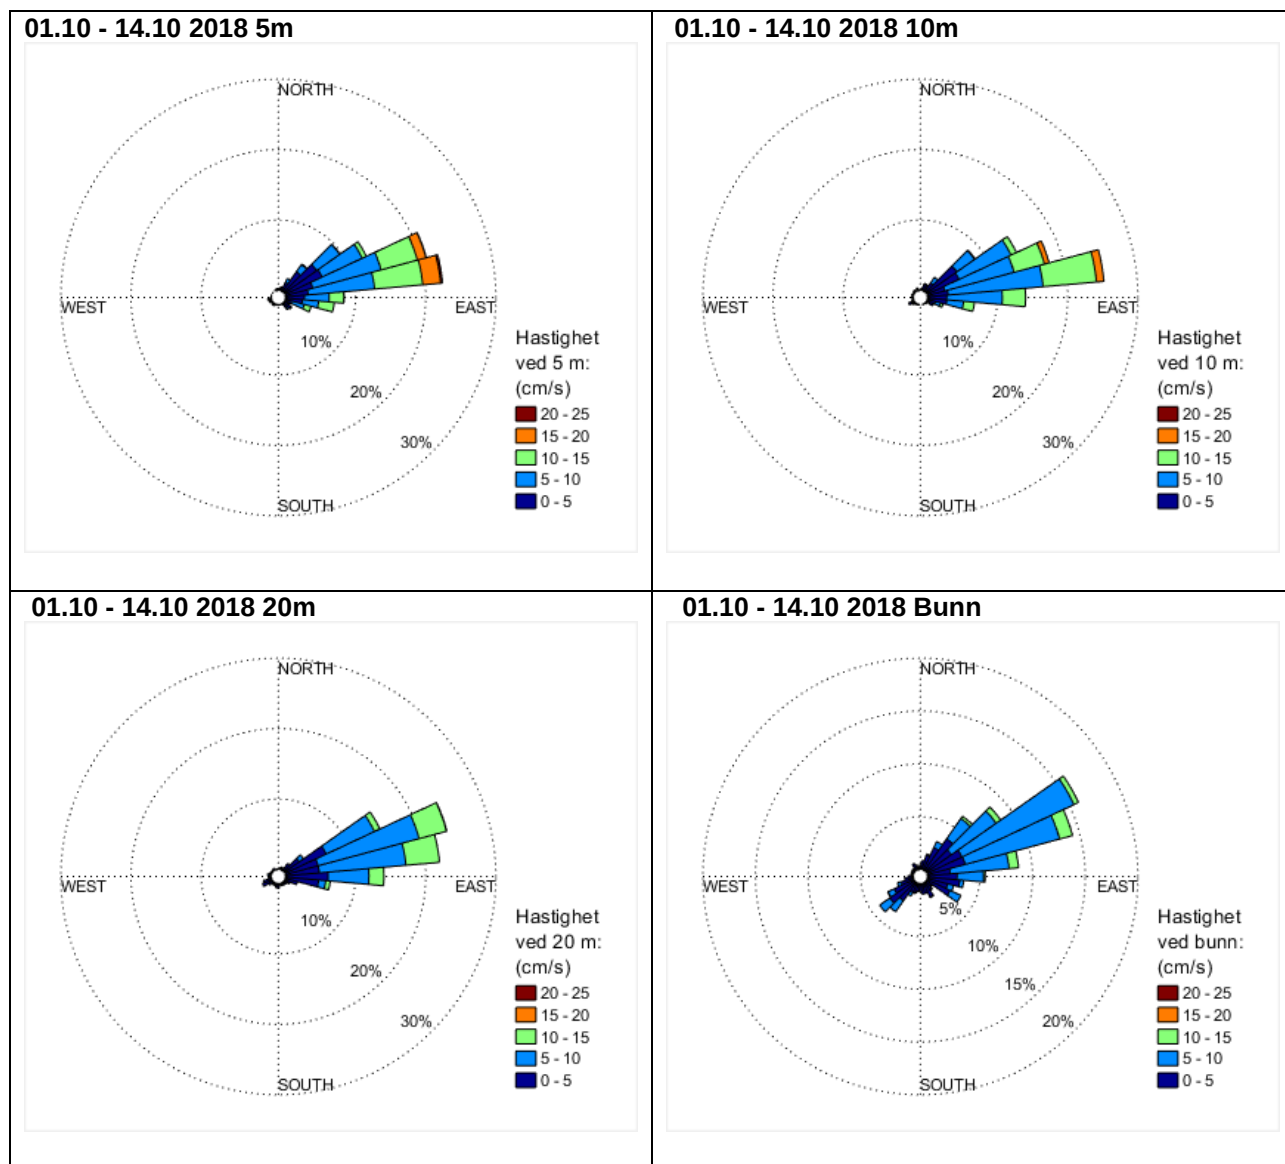 01.10 - 14.10 2018 5m
NORTH
WEST
EAST
10%
20%
30%
SOUTH
Hastighet
ved 5 m:
(cm/s)
20 - 25
15 - 20
10 - 15
5 - 10
0 - 5
01.10 - 14.10 2018 10m
NORTH
WEST
EAST
10%
20%
30%
SOUTH
Hastighet
ved 10 m:
(cm/s)
20 - 25
15 - 20
10 - 15
5 - 10
0 - 5
01.10 - 14.10 2018 20m
NORTH
WEST
EAST
10%
20%
30%
SOUTH
Hastighet
ved 20 m:
(cm/s)
20 - 25
15 - 20
10 - 15
5 - 10
0 - 5
01.10 - 14.10 2018 Bunn
NORTH
WEST
EAST
5%
10%
15%
20%
SOUTH
Hastighet
ved bunn:
(cm/s)
20 - 25
15 - 20
10 - 15
5 - 10
0 - 5